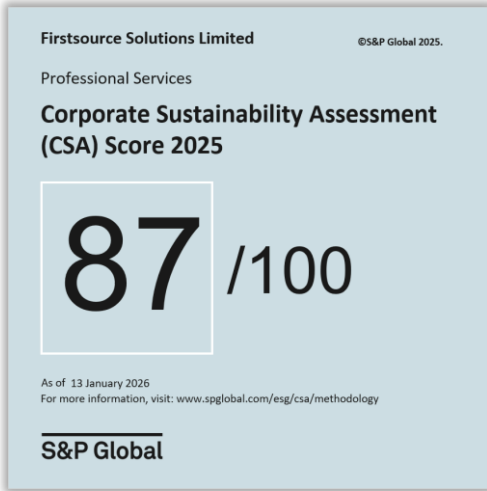 Firstsource Solutions Limited
©S&P Global 2025.
Professional Services
Corporate Sustainability Assessment
(CSA) Score 2025
87 /100
As of 13 January 2026
For more information, visit: www.spglobal.com/esg/csa/methodology
S&P Global